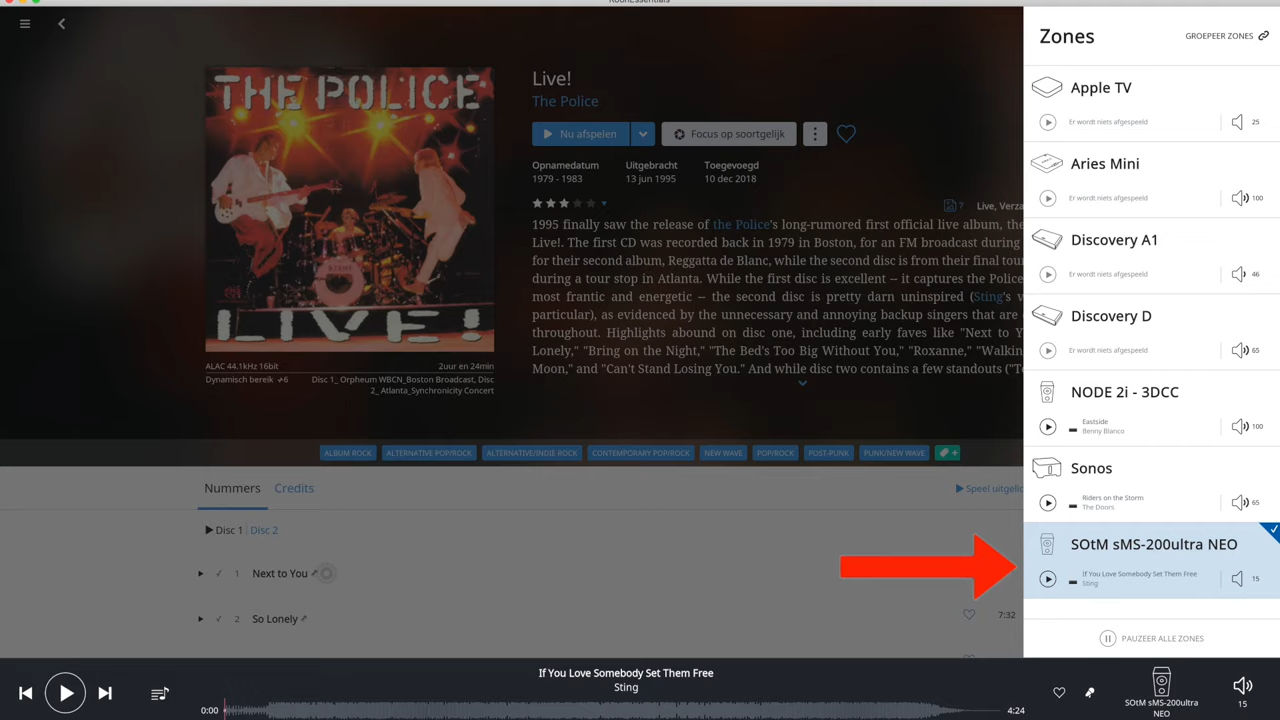 RoonEssentials
THE POLICE
LIVE!
Live!
The Police
Nu afspelen
Focus op soortgelijk
Opnamedatum
Uitgebracht
Toegevoegd
1979 - 1983
13 jun 1995
10 dec 2018
? Live, Verza
1995 finally saw the release of the Police's long-rumored first official live album, the
Live!. The first CD was recorded back in 1979 in Boston, for an FM broadcast during
for their second album, Reggatta de Blanc, while the second disc is from their final tou
during a tour stop in Atlanta. While the first disc is excellent -- it captures the Police
most frantic and energetic -- the second disc is pretty darn uninspired (Sting's v
particular), as evidenced by the unnecessary and annoying backup singers that are
throughout. Highlights abound on disc one, including early faves like "Next to Y
Lonely," "Bring on the Night," "The Bed's Too Big Without You," "Roxanne," "Walkin
Moon," and "Can't Stand Losing You." And while disc two contains a few standouts ("To
ALAC 44.1kHz 16bit
2uur en 24min
Dynamisch bereik 6
Disc 1_ Orpheum WBCN_Boston Broadcast, Disc
2_ Atlanta_Synchronicity Concert
ALBUM ROCK
ALTERNATIVE POP/ROCK
ALTERNATIVE/INDIE ROCK
CONTEMPORARY POP/ROCK
NEW WAVE
POP/ROCK
POST-PUNK
PUNK/NEW WAVE
+
Nummers
Credits
Speel uitgelic
Disc 1
Disc 2
1 Next to You
2 So Lonely
7:32
Zones
GROEPEER ZONES
Apple TV
Er wordt niets afgespeeld
25
Aries Mini
Er wordt niets afgespeeld
100
Discovery A1
Er wordt niets afgespeeld
46
Discovery D
Er wordt niets afgespeeld
65
NODE 2i - 3DCC
Eastside
Benny Blanco
100
Sonos
Riders on the Storm
The Doors
65
SOtM sMS-200ultra NEO
If You Love Somebody Set Them Free
Sting
15
PAUZEER ALLE ZONES
If You Love Somebody Set Them Free
Sting
0:00
4:24
SOtM sMS-200ultra
NEO
15